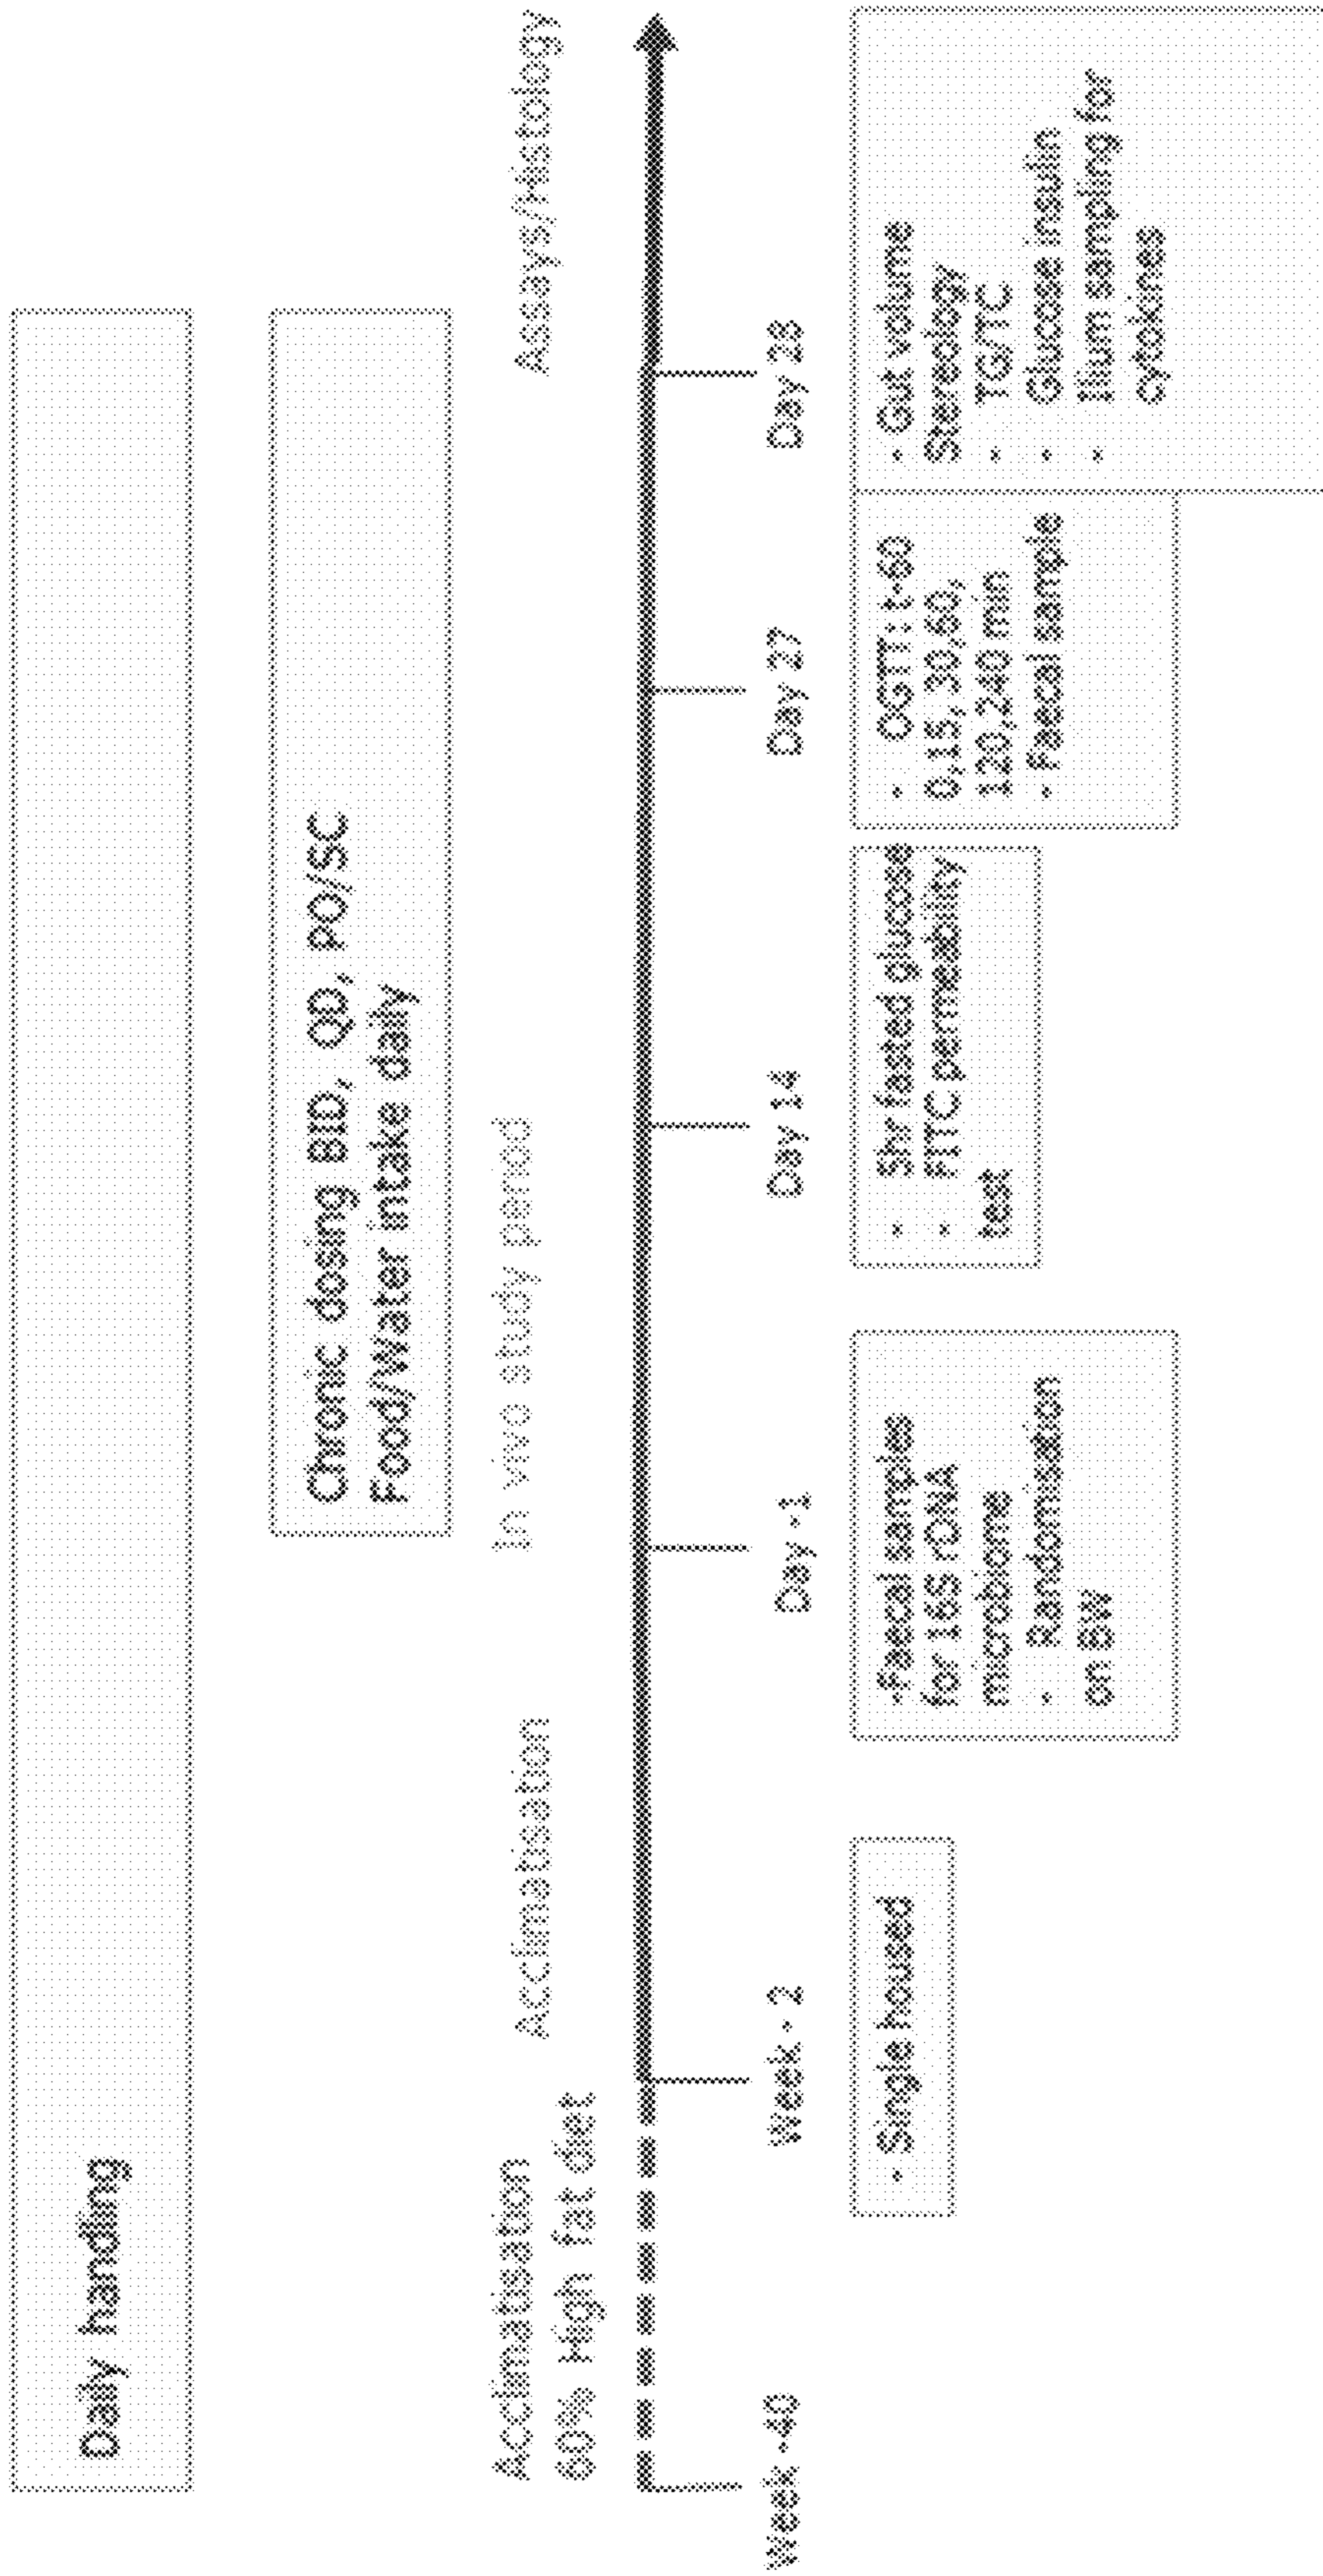 Daily handing
Chronic dosing BID, QD, PO/SC
Food/Water intake daily
Acclimatisation
60% High fat diet
Acclimatisation
In vivo study period
Assays/Histology
Week -40
Week - 2
Day -1
Day 14
Day 27
Day 28
- Single housed
-Faecal samples
for 16S rDNA
microbiome
- Randomisation
on BW
- 5hr fasted glucose
- FITC permeability
test
- OGTT: t-60
0,15, 30,60,
120,240 min
- Faecal sample
- Gut volume
Stereology
- TG/TC
- Glucose insulin
- Ilium sampling for
cytokines